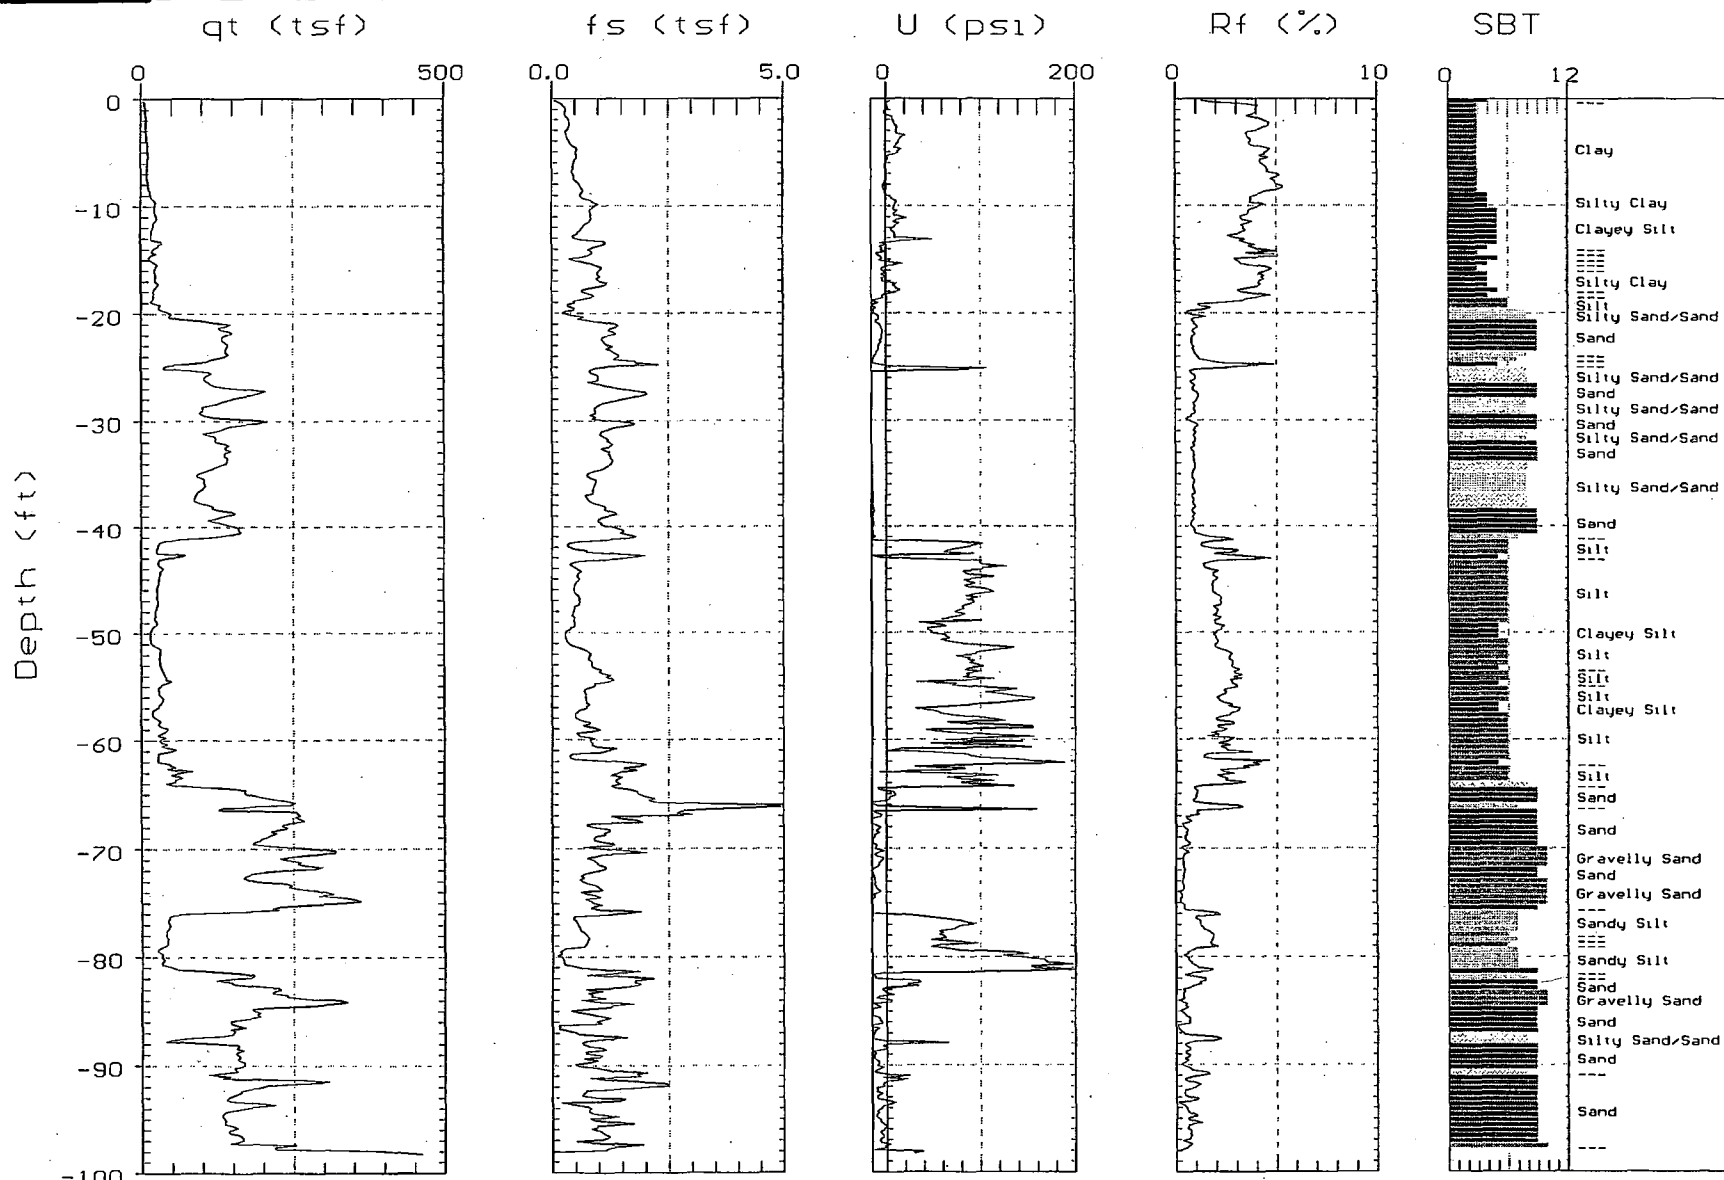 qt (tsf) fs (tsf) U (psi) Rf (%) SBT
0 500 0.0 5.0 0 200 0 10 0 12
0
---
Clay
-10
Silty Clay
Clayey Silt
---
---
---
---
Silty Clay
---
Silt
-20
Silty Sand/Sand
Sand
---
---
---
Silty Sand/Sand
Sand
Silty Sand/Sand
-30
Sand
Silty Sand/Sand
Sand
Depth (ft)
Silty Sand/Sand
-40
Sand
---
Silt
---
Silt
-50
Clayey Silt
Silt
---
Silt
---
Silt
Clayey Silt
-60
Silt
---
Silt
---
Sand
---
Sand
-70
Gravelly Sand
Sand
Gravelly Sand
---
Sandy Silt
---
---
---
-80
Sandy Silt
---
---
Sand
Gravelly Sand
Sand
Silty Sand/Sand
Sand
-90
---
Sand
---
-100